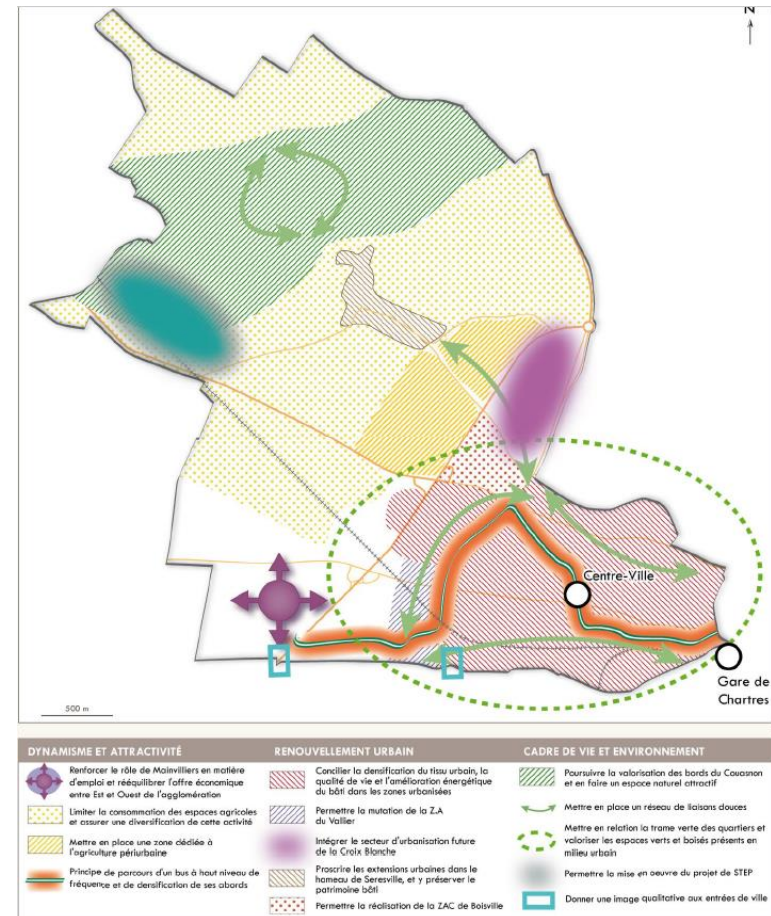 N
Centre-Ville
Gare de
Chartres
500 m
DYNAMISME ET ATTRACTIVITÉ
Renforcer le rôle de Mainvilliers en matière
d'emploi et rééquilibrer l'offre économique
entre Est et Ouest de l'agglomération
Limiter la consommation des espaces agricoles
et assurer une diversification de cette activité
Mettre en place une zone dédiée à
l'agriculture périurbaine
Principe de parcours d'un bus à haut niveau de
fréquence et de densification de ses abords
RENOUVELLEMENT URBAIN
Concilier la densification du tissu urbain, la
qualité de vie et l'amélioration énergétique
du bâti dans les zones urbanisées
Permettre la mutation de la Z.A
du Vallier
Intégrer le secteur d'urbanisation future
de la Croix Blanche
Proscrire les extensions urbaines dans le
hameau de Seresville, et y préserver le
patrimoine bâti
Permettre la réalisation de la ZAC de Boisville
CADRE DE VIE ET ENVIRONNEMENT
Poursuivre la valorisation des bords du Couasnon
et en faire un espace naturel attractif
Mettre en place un réseau de liaisons douces
Mettre en relation la trame verte des quartiers et
valoriser les espaces verts et boisés présents en
milieu urbain
Permettre la mise en oeuvre du projet de STEP
Donner une image qualitative aux entrées de ville